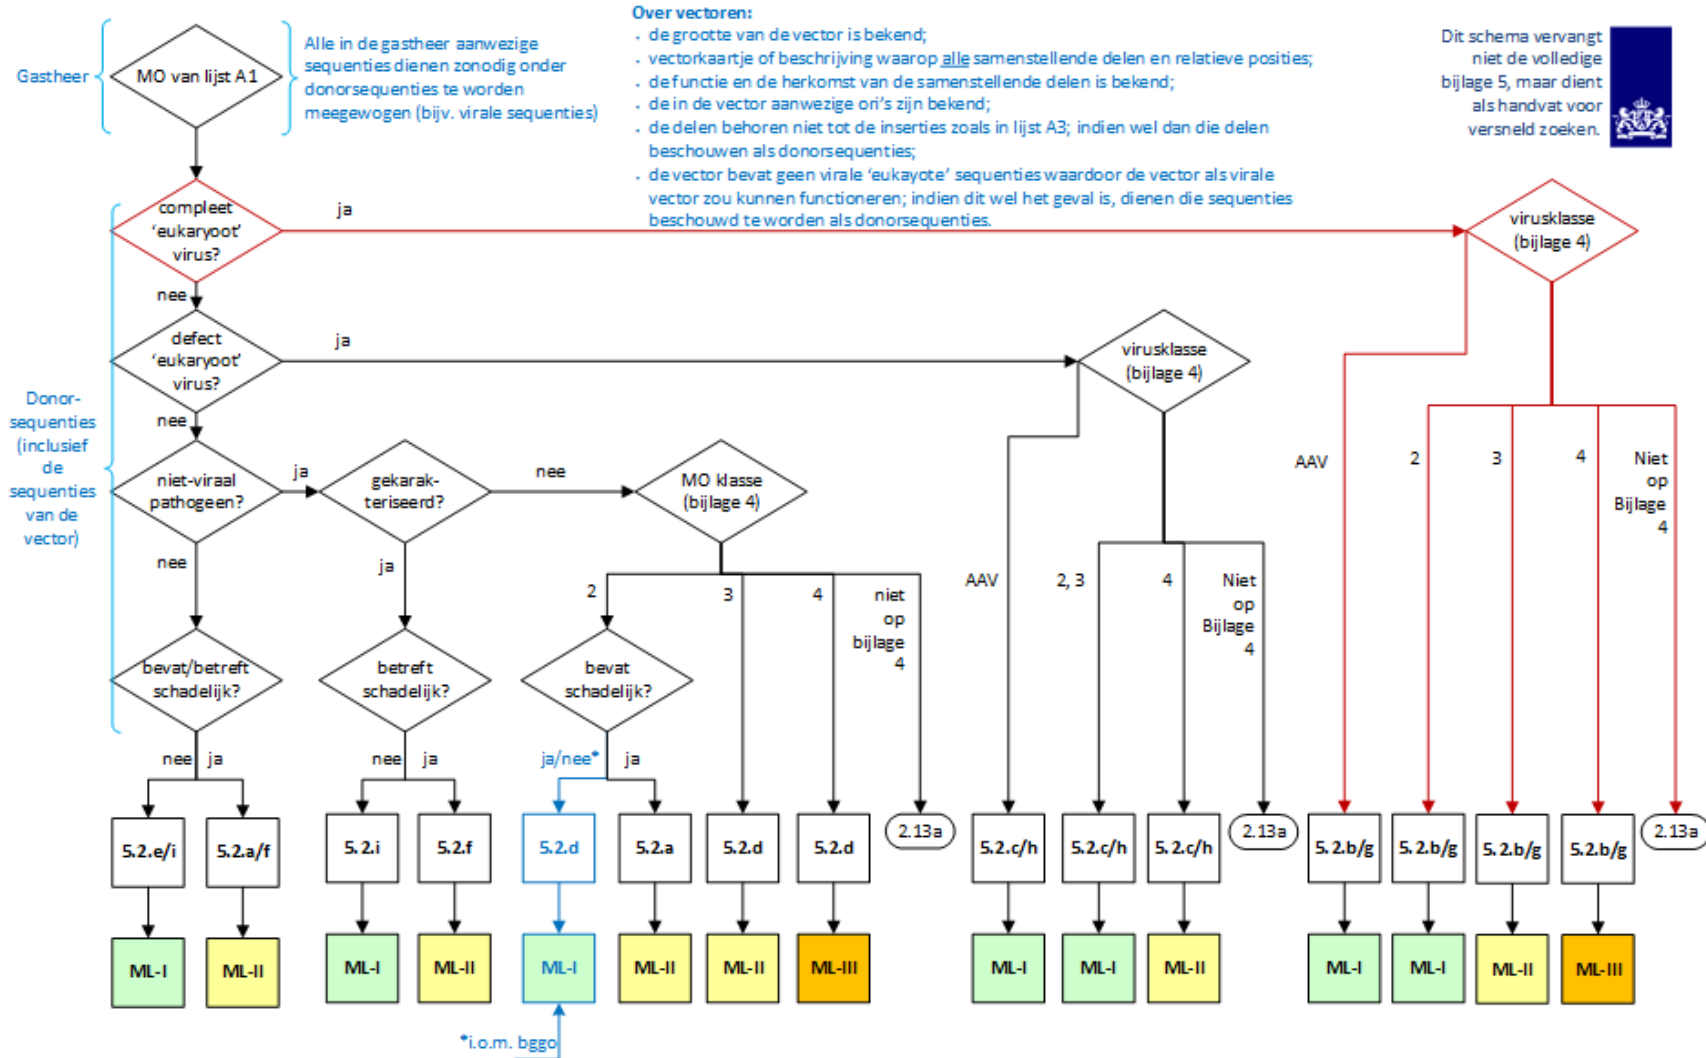 Gastheer
MO van lijst A1
Alle in de gastheer aanwezige
sequenties dienen zonodig onder
donorsequenties te worden
meegewogen (bijv. virale sequenties)
Over vectoren:
• de grootte van de vector is bekend;
• vectorkaartje of beschrijving waarop alle samenstellende delen en relatieve posities;
• de functie en de herkomst van de samenstellende delen is bekend;
• de in de vector aanwezige ori's zijn bekend;
• de delen behoren niet tot de inserties zoals in lijst A3; indien wel dan die delen
beschouwen als donorsequenties;
• de vector bevat geen virale ‘eukayote’ sequenties waardoor de vector als virale
vector zou kunnen functioneren; indien dit wel het geval is, dienen die sequenties
beschouwd te worden als donorsequenties.
Dit schema vervangt
niet de volledige
bijlage 5, maar dient
als handvat voor
versneld zoeken.
compleet
‘eukaryoot’
virus?
ja
virusklasse
(bijlage 4)
nee
defect
‘eukaryoot’
virus?
ja
virusklasse
(bijlage 4)
nee
Donor-
sequenties
(inclusief
de
sequenties
van de
vector)
niet-viraal
pathogeen?
ja
gekarak-
teriseerd?
nee
MO klasse
(bijlage 4)
AAV
2
3
4
Niet
op
Bijlage
4
nee
ja
2
3
4
niet
op
bijlage
4
AAV
2, 3
4
Niet
op
Bijlage
4
bevat/betreft
schadelijk?
betreft
schadelijk?
bevat
schadelijk?
nee
ja
nee
ja
ja/nee*
ja
5.2.e/i
5.2.a/f
5.2.i
5.2.f
5.2.d
5.2.a
5.2.d
5.2.d
2.13a
5.2.c/h
5.2.c/h
5.2.c/h
2.13a
5.2.b/g
5.2.b/g
5.2.b/g
5.2.b/g
2.13a
ML-I
ML-II
ML-I
ML-II
ML-I
ML-II
ML-II
ML-III
ML-I
ML-I
ML-II
ML-I
ML-I
ML-II
ML-III
*i.o.m. bggo